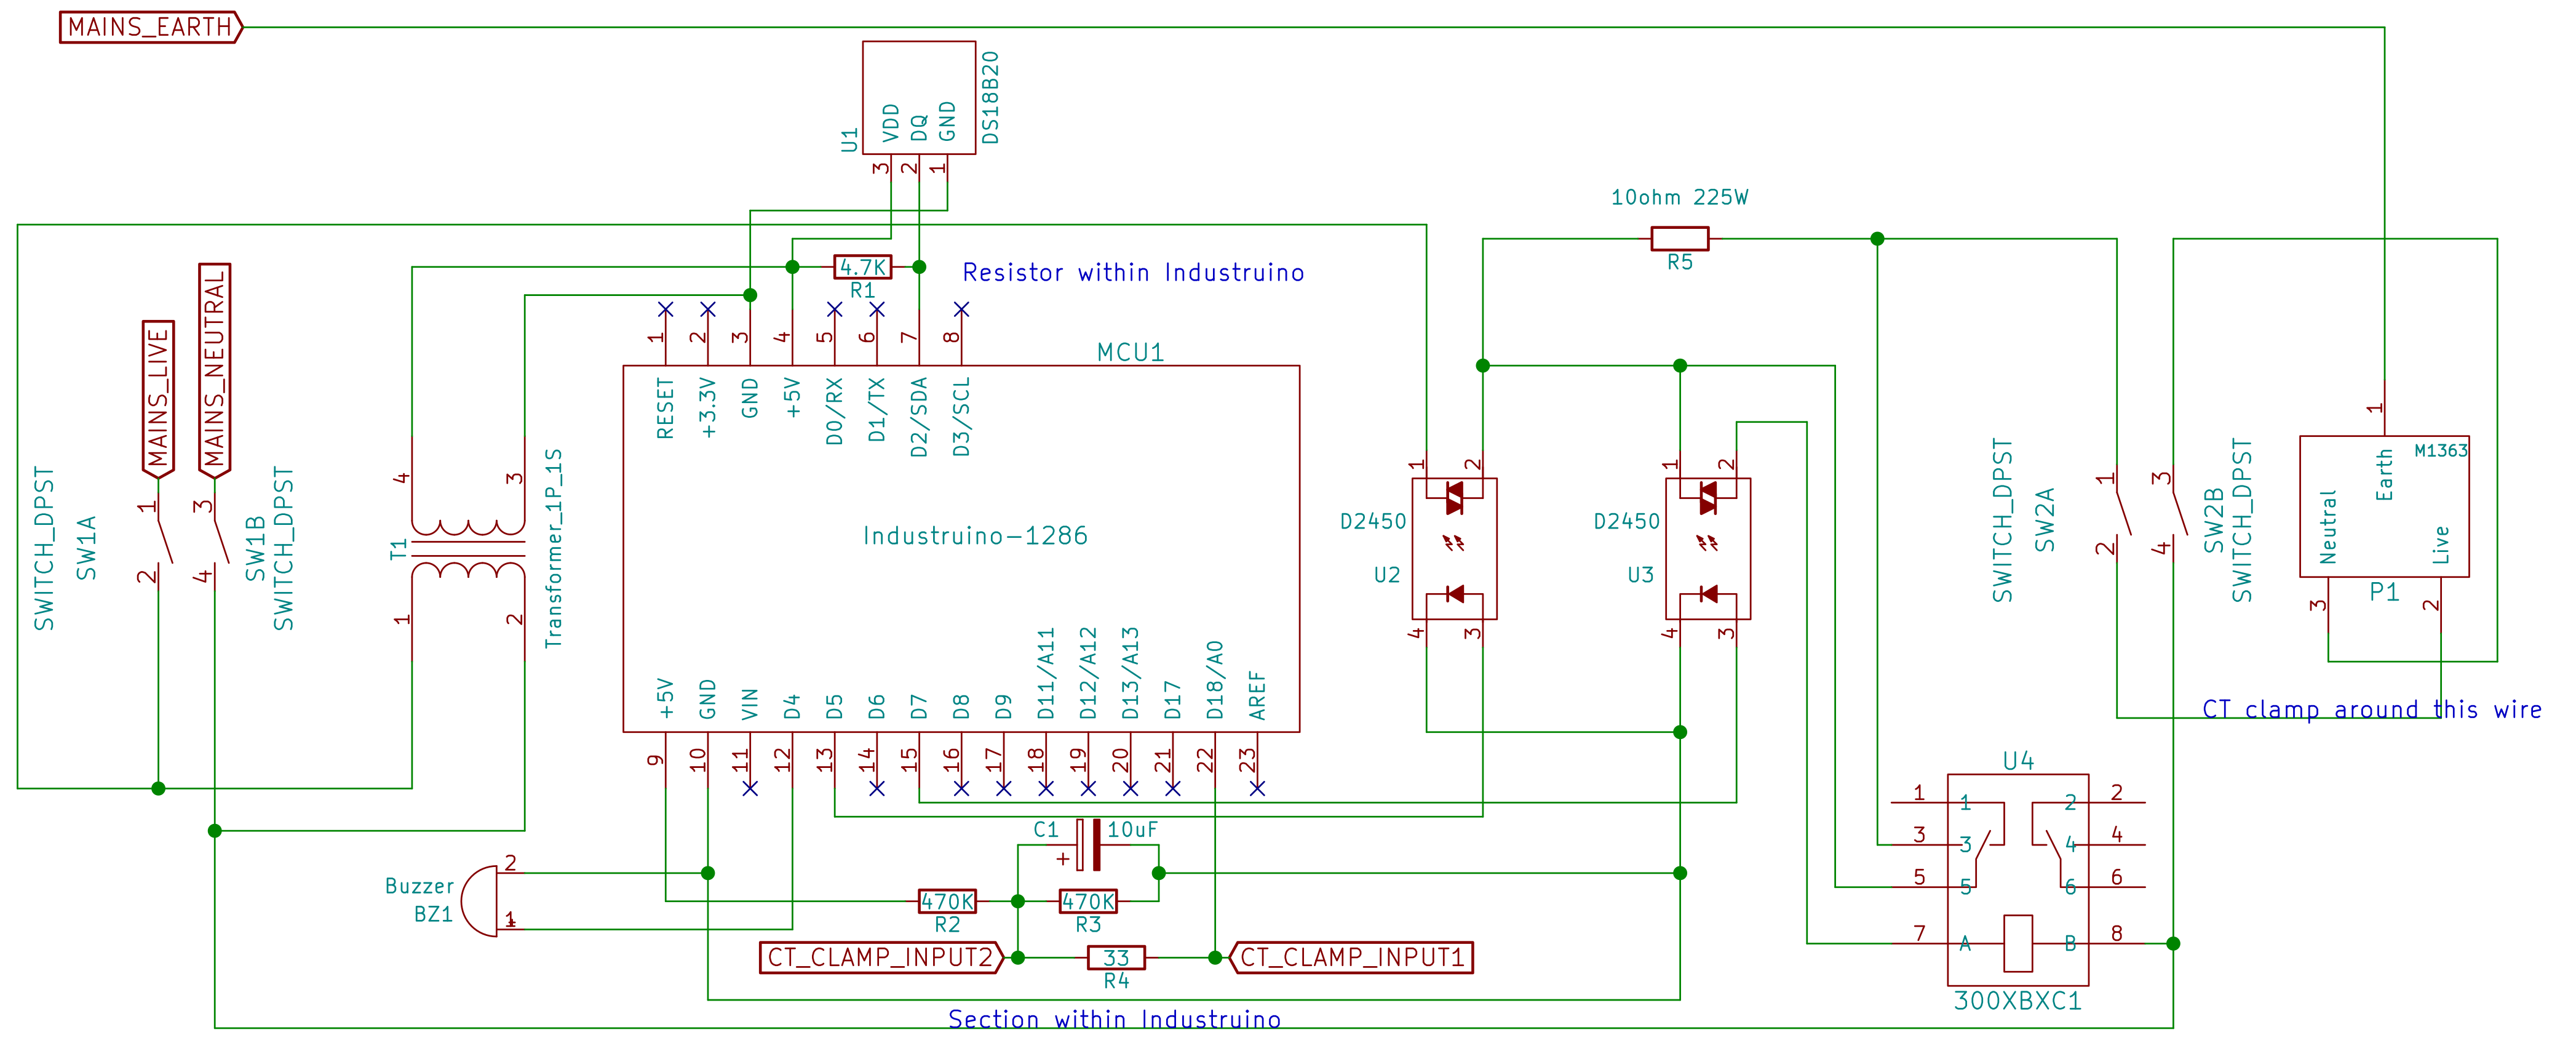 MAINS_EARTH
U1
VDD
DQ
GND
DS18B20
3
2
1
10ohm 225W
R5
4.7K
R1
Resistor within Industruino
MAINS_LIVE
MAINS_NEUTRAL
SWITCH_DPST
SW1A
1
2
3
4
SW1B
SWITCH_DPST
4
3
T1
1
2
Transformer_1P_1S
MCU1
1
2
3
4
5
6
7
8
RESET
+3.3V
GND
+5V
D0/RX
D1/TX
D2/SDA
D3/SCL
Industruino-1286
+5V
GND
VIN
D4
D5
D6
D7
D8
D9
D11/A11
D12/A12
D13/A13
D17
D18/A0
AREF
9
10
11
12
13
14
15
16
17
18
19
20
21
22
23
1
2
D2450
U2
4
3
1
2
D2450
U3
4
3
SWITCH_DPST
SW2A
1
2
3
4
SW2B
SWITCH_DPST
1
M1363
Earth
Neutral
Live
P1
3
2
CT clamp around this wire
U4
1
1
2
2
3
3
4
4
5
5
6
6
7
A
B
8
300XBXC1
Buzzer
BZ1
2
1
+
C1
10uF
+
470K
R2
470K
R3
CT_CLAMP_INPUT2
33
R4
CT_CLAMP_INPUT1
Section within Industruino